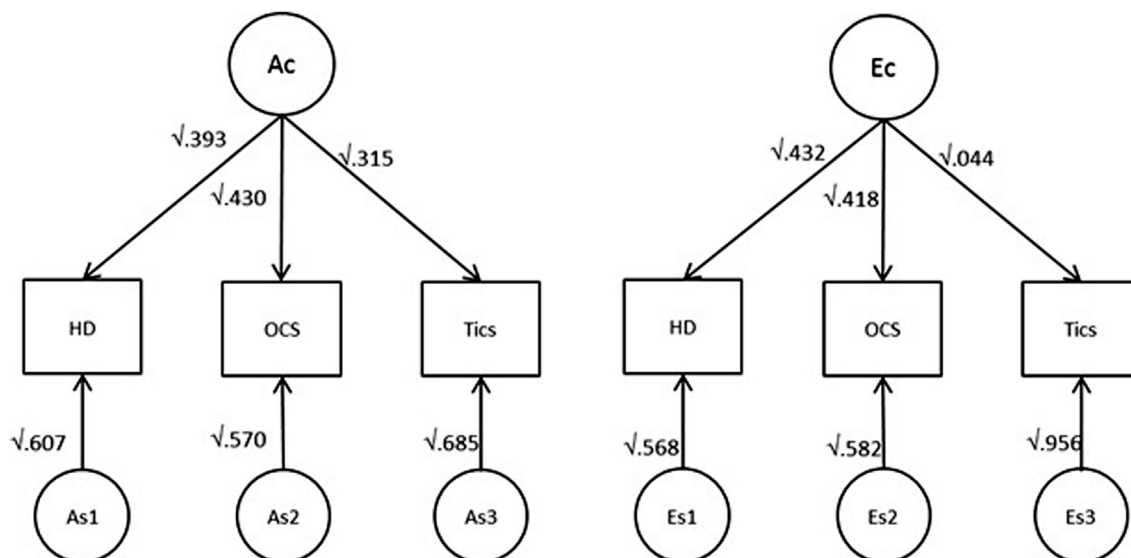 Ac
Ec
√.393
√.315
√.430
√.432
√.044
√.418
HD
OCS
Tics
HD
OCS
Tics
√.607
√.570
√.685
√.568
√.582
√.956
As1
As2
As3
Es1
Es2
Es3